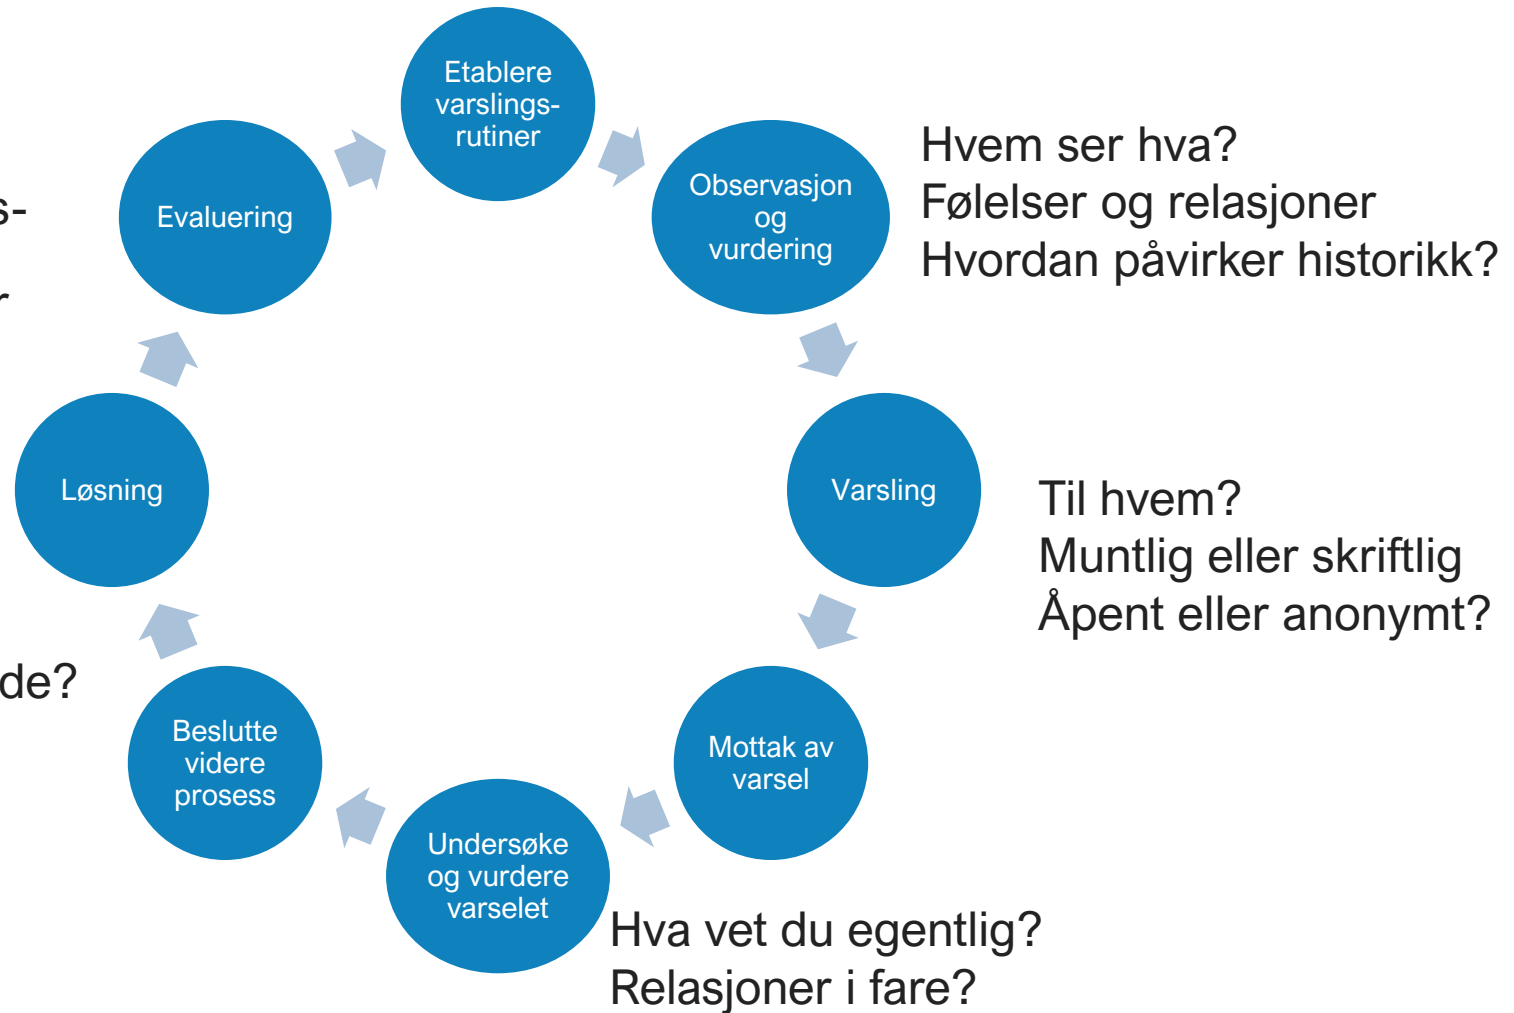 Etablere
varslings-
rutiner
Observasjon
og
vurdering
Hvem ser hva?
Følelser og relasjoner
Hvordan påvirker historikk?
Varsling
Til hvem?
Muntlig eller skriftlig
Åpent eller anonymt?
Mottak av
varsel
Undersøke
og vurdere
varselet
Hva vet du egentlig?
Relasjoner i fare?
Beslutte
videre
prosess
de?
Løsning
Evaluering
s-
r